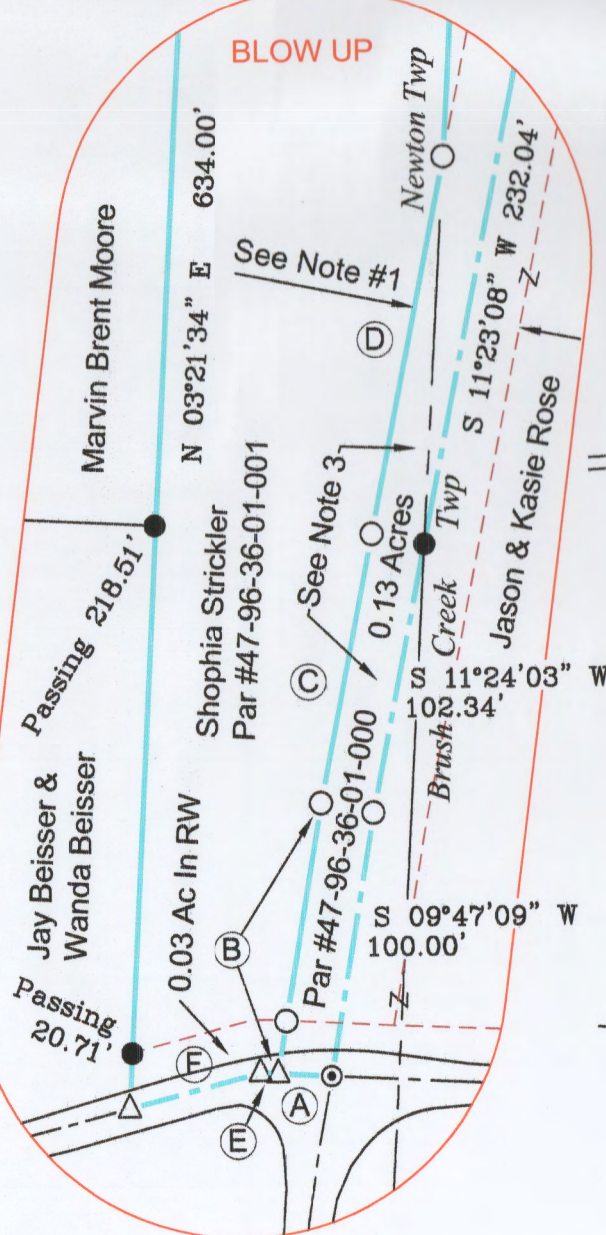 BLOW UP
Marvin Brent Moore
N 03°21'34" E 634.00'
See Note #1
Newton Twp
D
S 11°23'08" W 232.04'
Z
Jason & Kasie Rose
Passing 218.51'
Shophia Strickler
Par #47-96-36-01-001
See Note 3
0.13 Acres
Brush Creek Twp
C
S 11°24'03" W
102.34'
Jay Beisser &
Wanda Beisser
0.03 Ac In RW
Par #47-96-36-01-000
B
S 09°47'09" W
100.00'
Z
Passing
20.71'
F
E
A